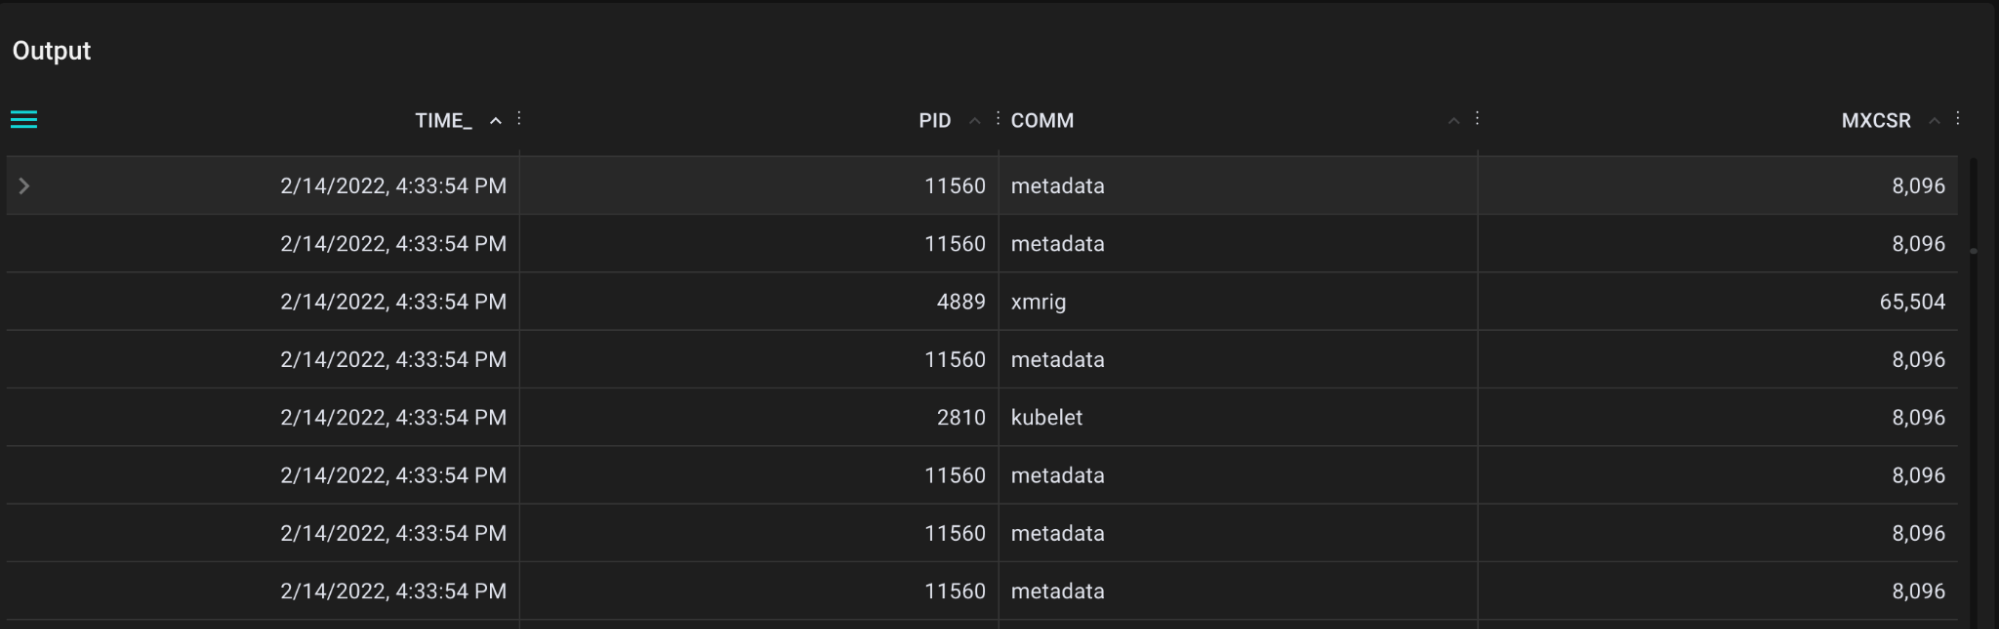 Output
TIME_ PID COMM MXCSR
2/14/2022, 4:33:54 PM 11560 metadata 8,096
2/14/2022, 4:33:54 PM 11560 metadata 8,096
2/14/2022, 4:33:54 PM 4889 xmrig 65,504
2/14/2022, 4:33:54 PM 11560 metadata 8,096
2/14/2022, 4:33:54 PM 2810 kubelet 8,096
2/14/2022, 4:33:54 PM 11560 metadata 8,096
2/14/2022, 4:33:54 PM 11560 metadata 8,096
2/14/2022, 4:33:54 PM 11560 metadata 8,096